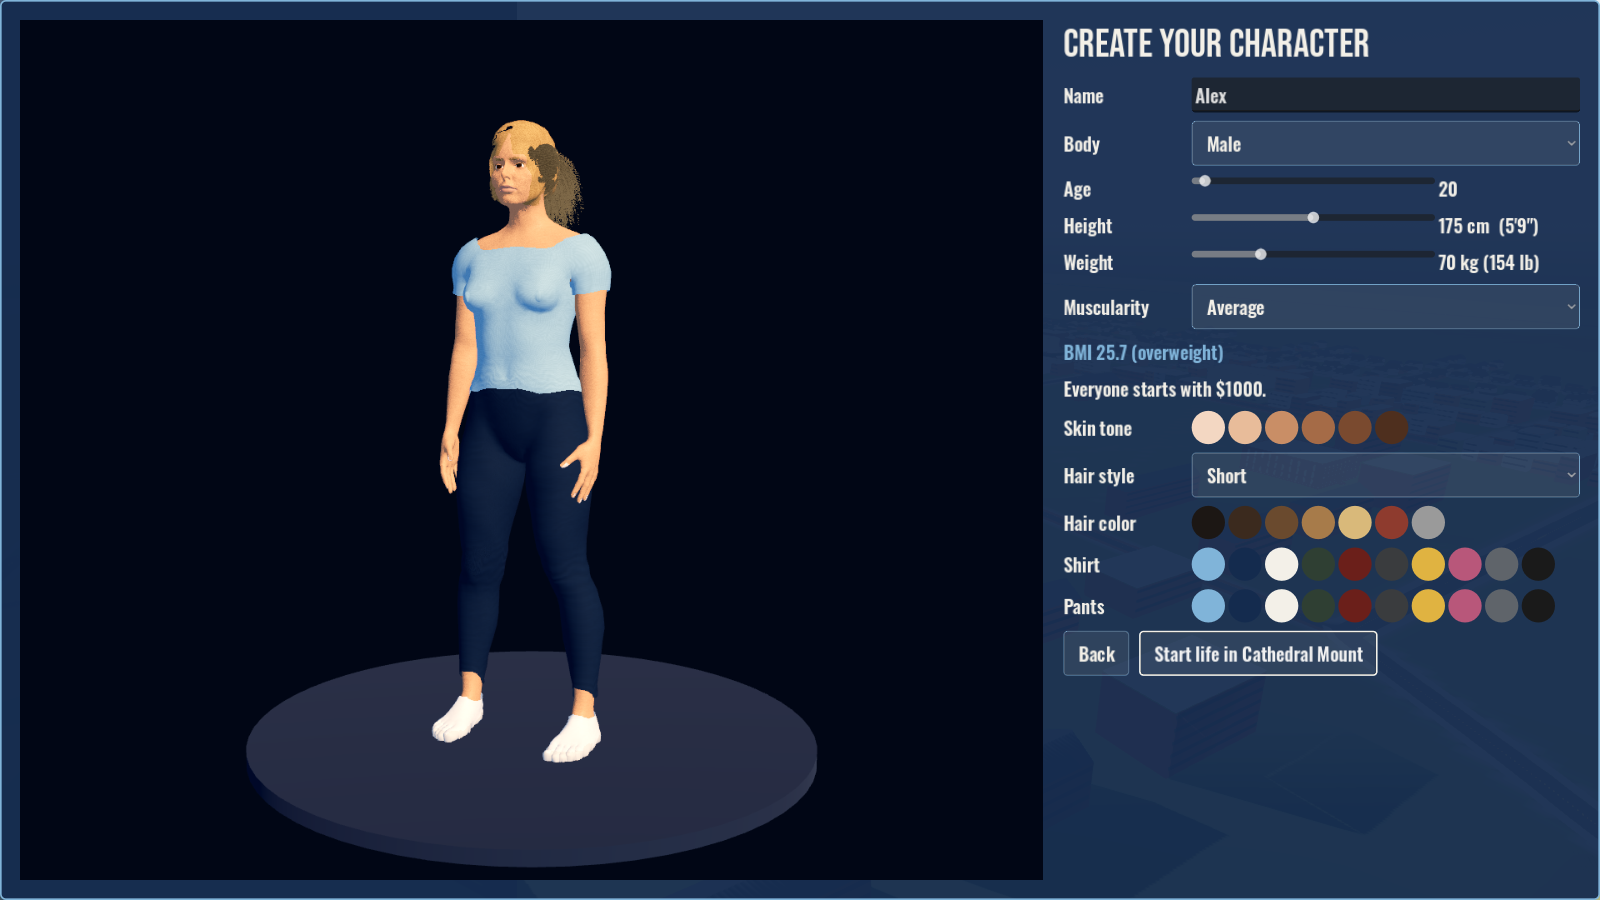 CREATE YOUR CHARACTER
Name Alex
Body Male
Age 20
Height 175 cm (5'9")
Weight 70 kg (154 lb)
Muscularity Average
BMI 25.7 (overweight)
Everyone starts with $1000.
Skin tone
Hair style Short
Hair color
Shirt
Pants
Back Start life in Cathedral Mount